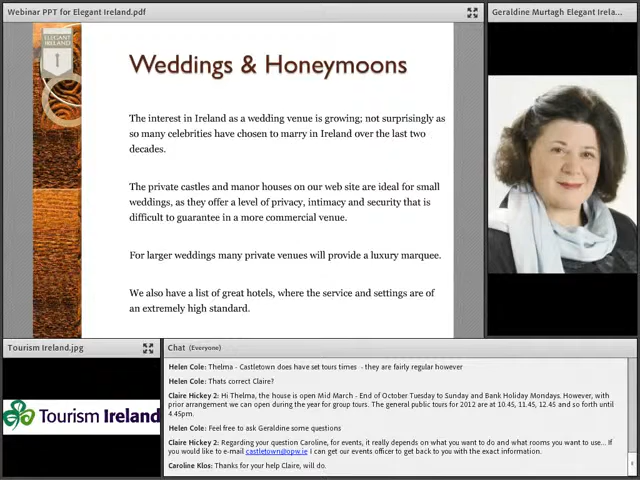 Webinar PPT for Elegant Ireland.pdf
Geraldine Murtagh Elegant Irela...
ELEGANT
IRELAND
Weddings & Honeymoons
The interest in Ireland as a wedding venue is growing; not surprisingly as
so many celebrities have chosen to marry in Ireland over the last two
decades.
The private castles and manor houses on our web site are ideal for small
weddings, as they offer a level of privacy, intimacy and security that is
difficult to guarantee in a more commercial venue.
For larger weddings many private venues will provide a luxury marquee.
We also have a list of great hotels, where the service and settings are of
an extremely high standard.
Tourism Ireland.jpg
Tourism Ireland
Chat (Everyone)
Helen Cole: Thelma - Castletown does have set tours times - they are fairly regular however
Helen Cole: Thats correct Claire?
Claire Hickey 2: Hi Thelma, the house is open Mid March - End of October Tuesday to Sunday and Bank Holiday Mondays. However, with
prior arrangement we can open during the year for group tours. The general public tours for 2012 are at 10.45, 11.45, 12.45 and so forth until
4.45pm.
Helen Cole: Feel free to ask Geraldine some questions
Claire Hickey 2: Regarding your question Caroline, for events, it really depends on what you want to do and what rooms you want to use... If
you would like to e-mail castletown@opw.ie I can get our events officer to get back to you with the exact information.
Caroline Klos: Thanks for your help Claire, will do.